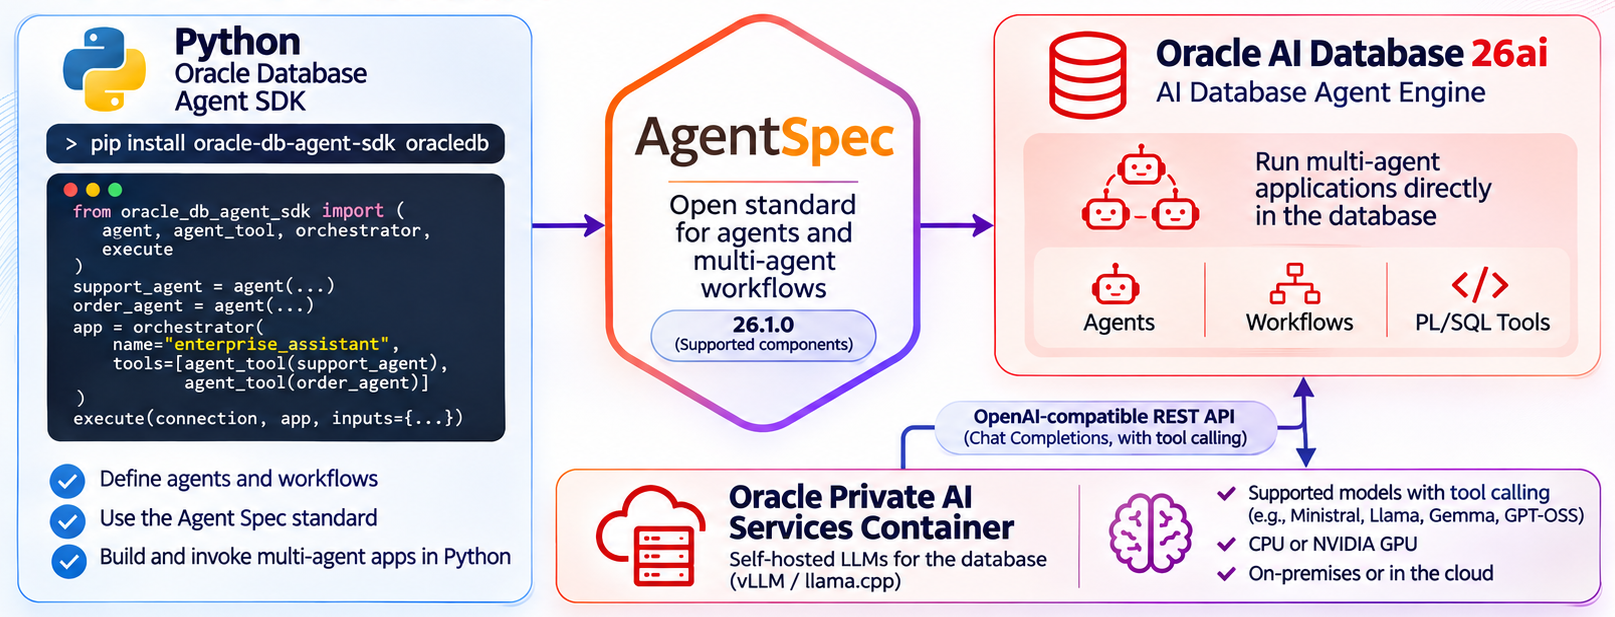 Python
Oracle Database
Agent SDK
> pip install oracle-db-agent-sdk oracledb
from oracle_db_agent_sdk import (
agent, agent_tool, orchestrator,
execute
)
support_agent = agent(...)
order_agent = agent(...)
app = orchestrator(
name="enterprise_assistant",
tools=[agent_tool(support_agent),
agent_tool(order_agent)]
)
execute(connection, app, inputs={...})
Define agents and workflows
Use the Agent Spec standard
Build and invoke multi-agent apps in Python
AgentSpec
Open standard
for agents and
multi-agent
workflows
26.1.0
(Supported components)
Oracle AI Database 26ai
AI Database Agent Engine
Run multi-agent
applications directly
in the database
Agents
Workflows
</>
PL/SQL Tools
OpenAI-compatible REST API
(Chat Completions, with tool calling)
Oracle Private AI
Services Container
Self-hosted LLMs for the database
(vLLM / llama.cpp)
Supported models with tool calling
(e.g., Ministral, Llama, Gemma, GPT-OSS)
CPU or NVIDIA GPU
On-premises or in the cloud